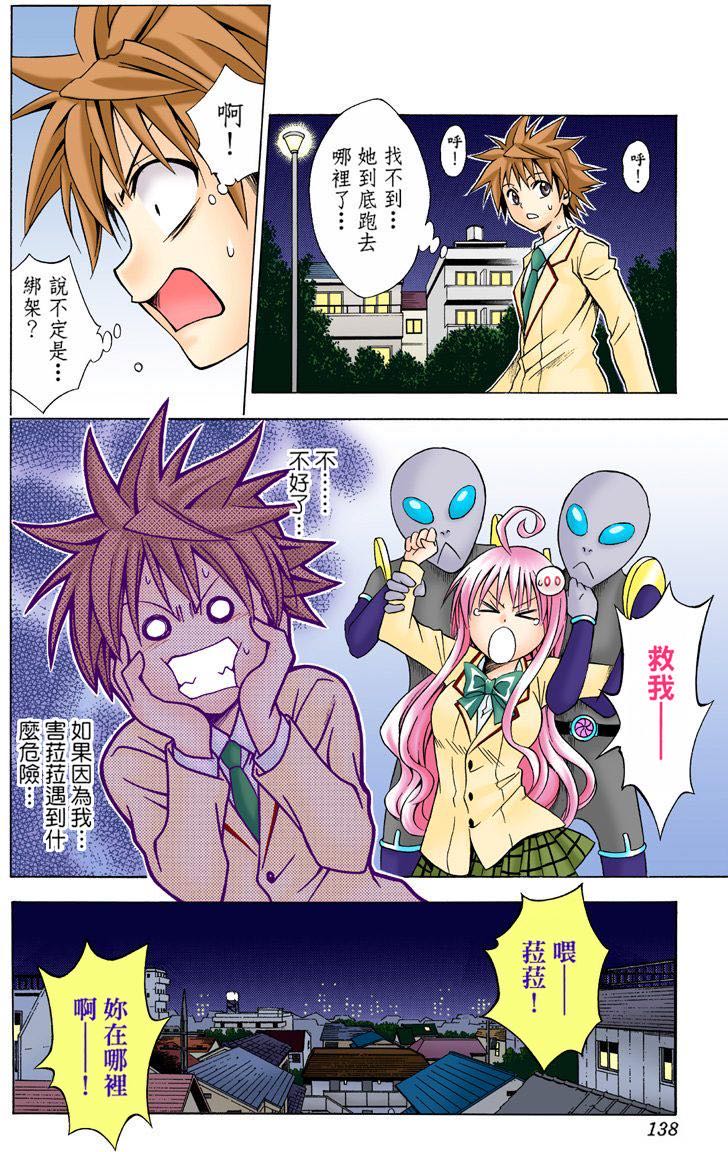 呼！
呼！
找不到…
她到底跑去
哪裡了…
啊！
說不定是…
綁架？
救我——
不……
不好了…
如果因為我…
害菈菈遇到什
麼危險…
喂——
菈菈！
妳在哪裡
啊——！
138